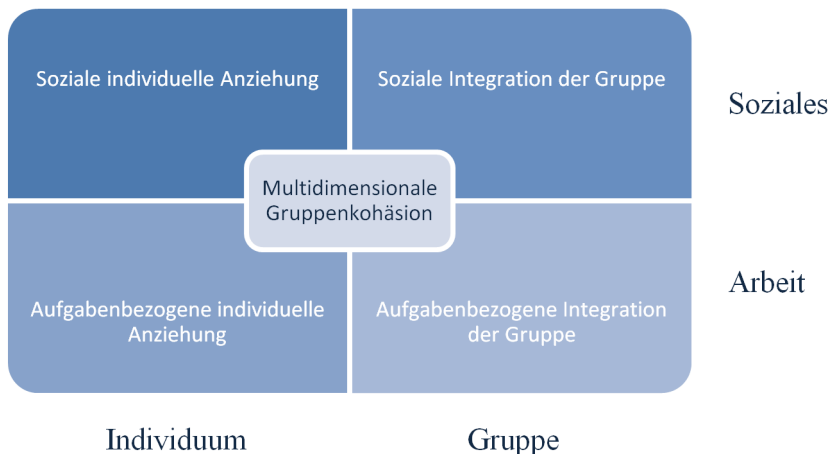 Soziale individuelle Anziehung
Soziale Integration der Gruppe
Soziales
Multidimensionale
Gruppenkohäsion
Aufgabenbezogene individuelle
Anziehung
Aufgabenbezogene Integration
der Gruppe
Arbeit
Individuum
Gruppe